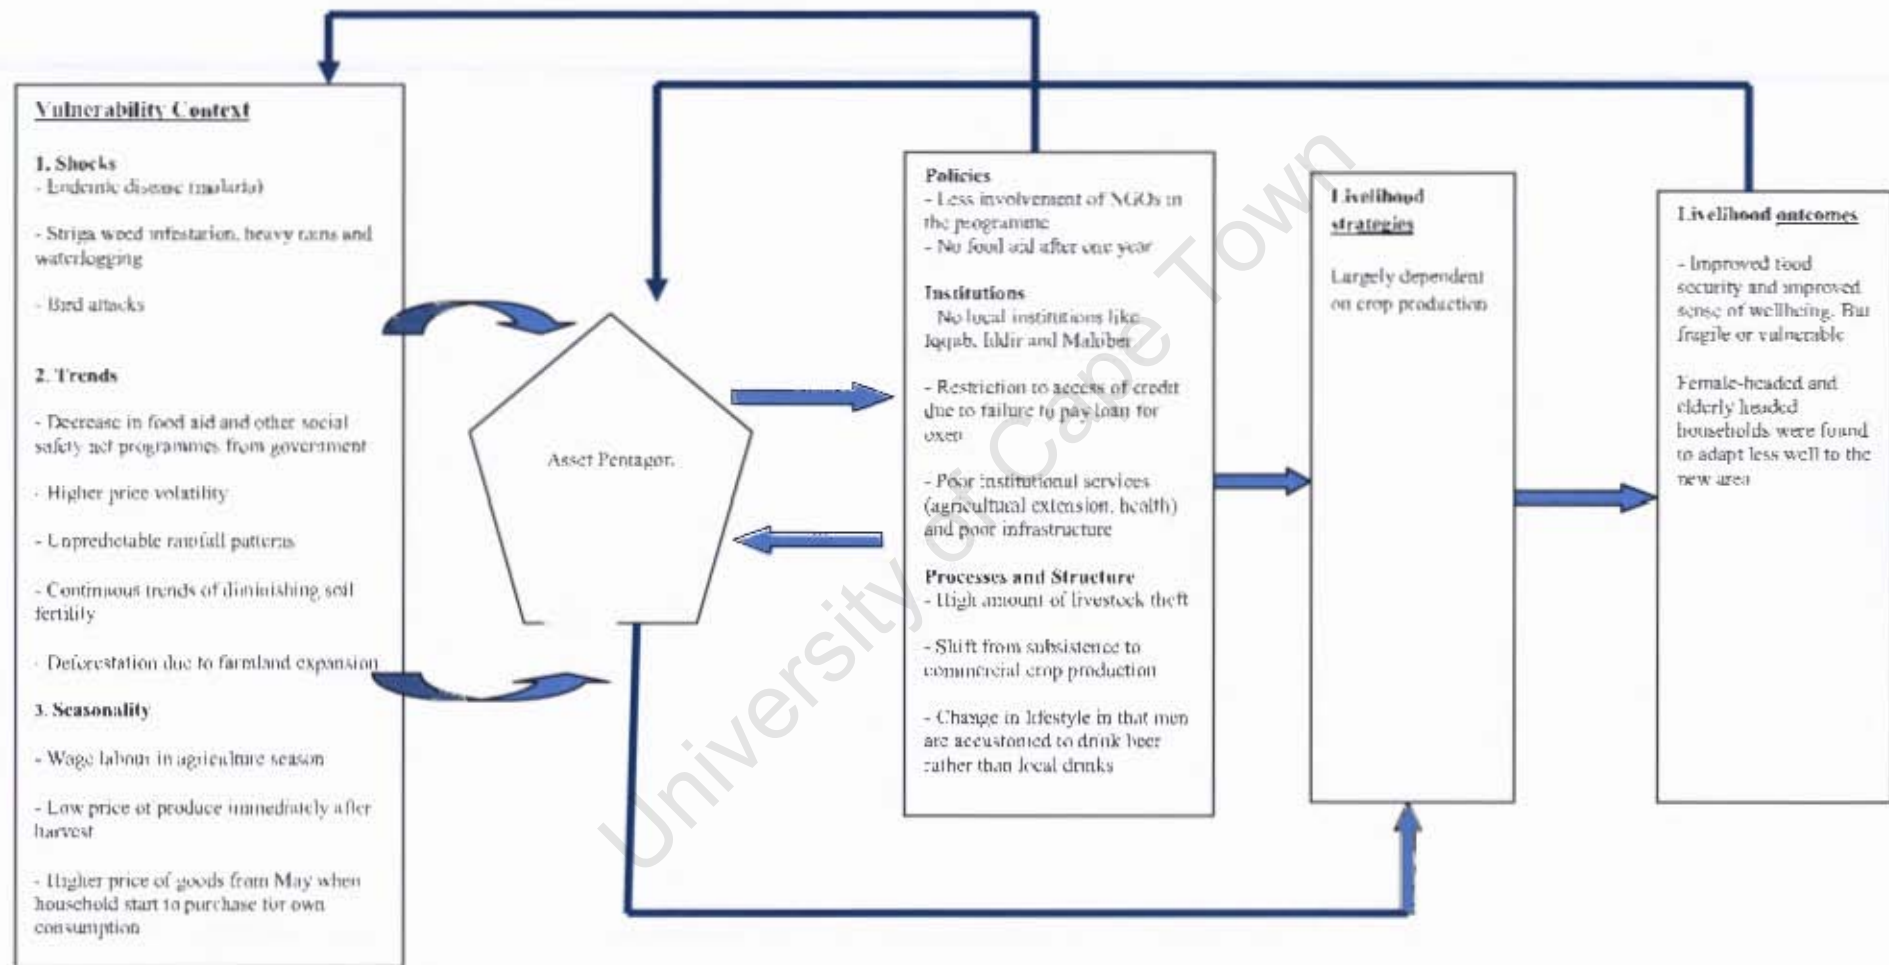 Vulnerability Context
1. Shocks
- Endemic disease (malaria)
- Striga weed infestation, heavy rains and
waterlogging
- Bird attacks
2. Trends
- Decrease in food aid and other social
safety net programmes from government
- Higher price volatility
- Unpredictable rainfall patterns
- Continuous trends of diminishing soil
fertility
- Deforestation due to farmland expansion
3. Seasonality
- Wage labour in agriculture season
- Low price of produce immediately after
harvest
- Higher price of goods from May when
household start to purchase for own
consumption
Asset Pentagon
Policies
- Less involvement of NGOs in
the programme
- No food aid after one year
Institutions
No local institutions like
Iddir and
- Restriction to access of credit
due to failure to pay loan for
oxen
- Poor institutional services
(agricultural extension, health)
and poor infrastructure
Processes and Structure
- High amount of livestock theft
- Shift from subsistence to
commercial crop production
- Change in lifestyle in that men
are accustomed to drink beer
rather than local drinks
Livelihood
strategies
Largely dependent
on crop production
Livelihood outcomes
- Improved food
security and improved
sense of wellbeing. But
fragile or vulnerable
Female-headed and
elderly headed
households were found
to adapt less well to the
new area
University of Cape Town